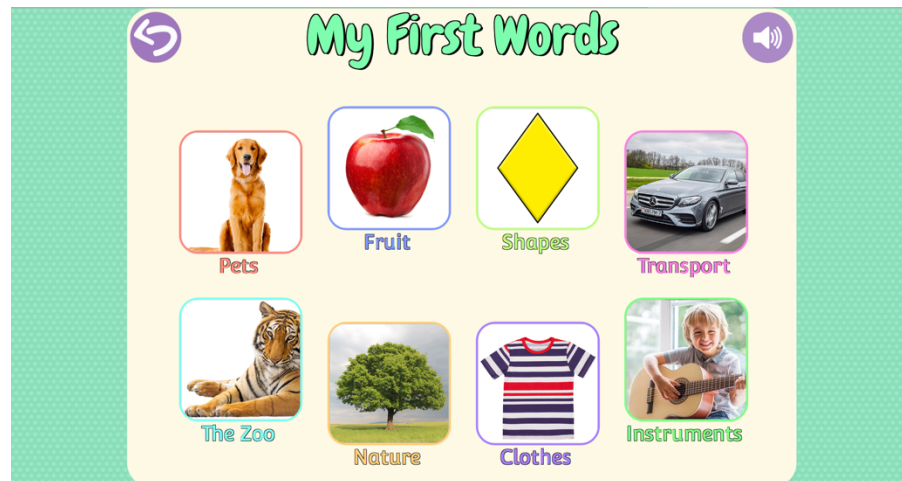 My First Words
Pets
Fruit
Shapes
Transport
The Zoo
Nature
Clothes
Instruments